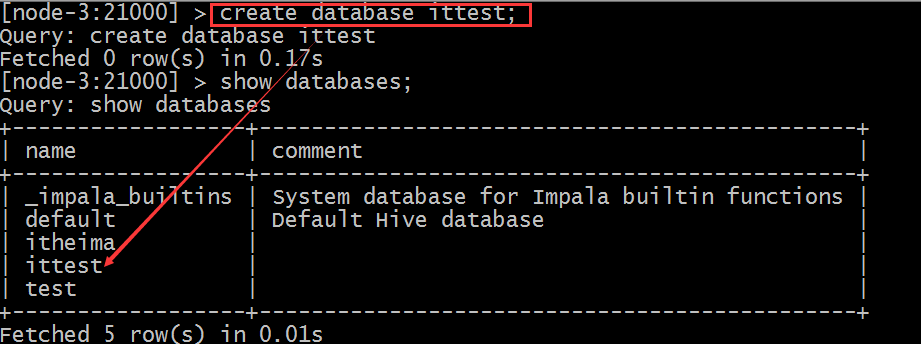 [node-3:21000] > create database ittest;
Query: create database ittest
Fetched 0 row(s) in 0.17s
[node-3:21000] > show databases;
Query: show databases
+------------------+----------------------------------------------+
| name             | comment                                      |
+------------------+----------------------------------------------+
| _impala_builtins | System database for Impala builtin functions |
| default          | Default Hive database                        |
| itheima          |                                              |
| ittest           |                                              |
| test             |                                              |
+------------------+----------------------------------------------+
Fetched 5 row(s) in 0.01s